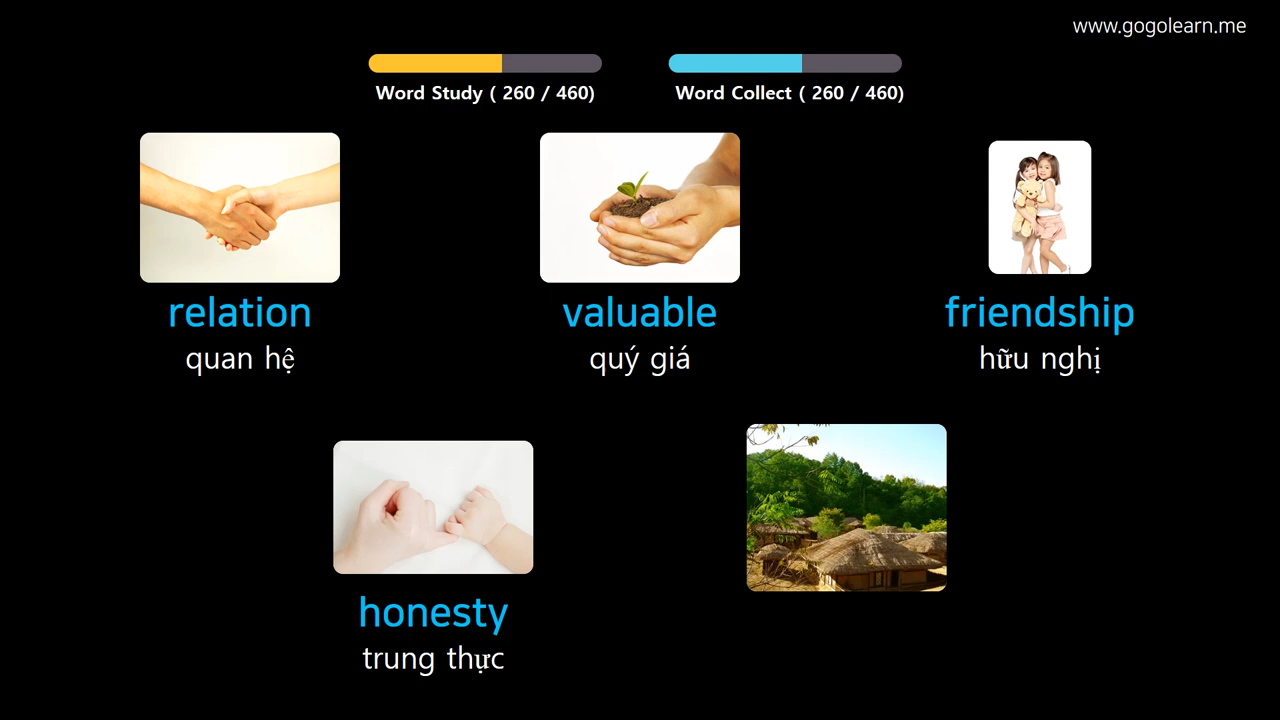 www.gogolearn.me
Word Study ( 260 / 460)
Word Collect ( 260 / 460)
relation
quan hệ
valuable
quý giá
friendship
hữu nghị
honesty
trung thực